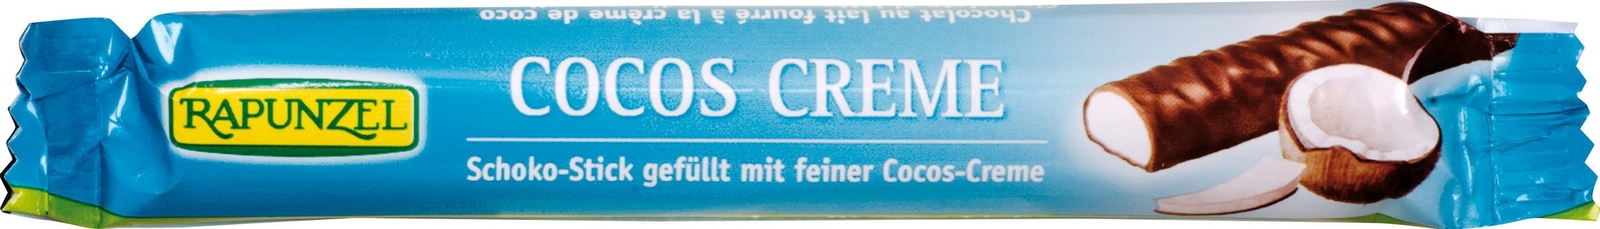 Chocolat au lait fourré à la crème de coco
RAPUNZEL
COCOS CREME
Schoko-Stick gefüllt mit feiner Cocos-Creme